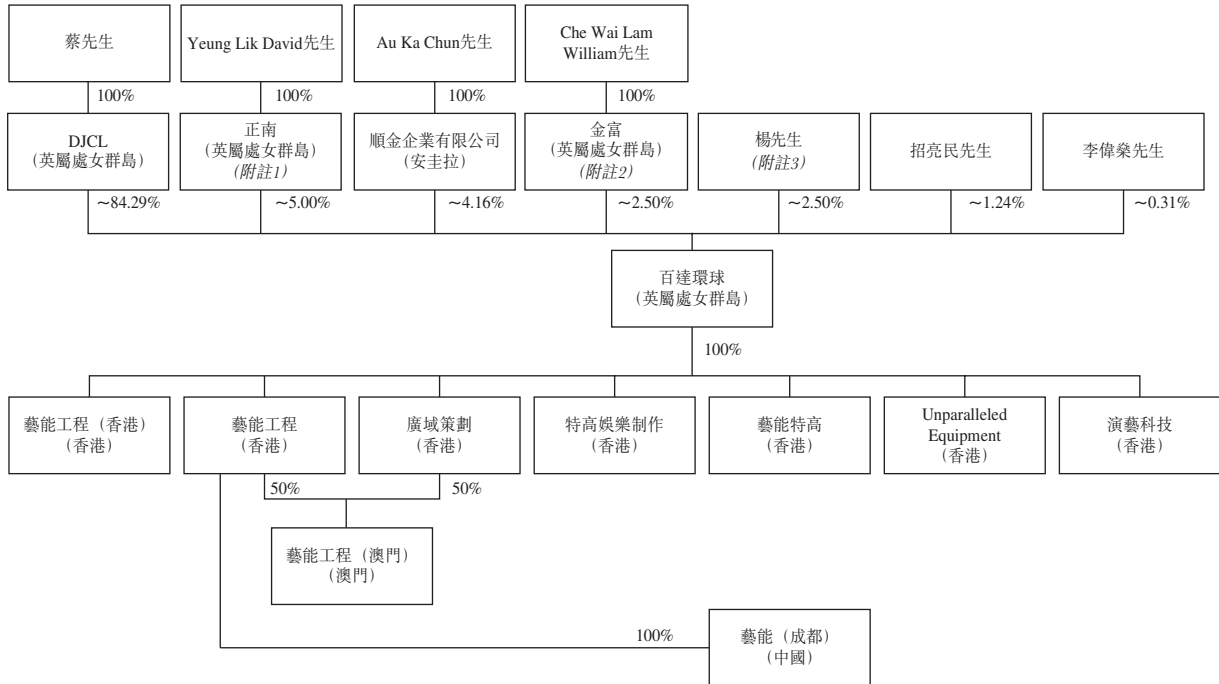 蔡先生
Yeung Lik David先生
Au Ka Chun先生
Che Wai Lam
William先生
100%
100%
100%
100%
DJCL
(英屬處女群島)
正南
(英屬處女群島)
(附註1)
順金企業有限公司
(安圭拉)
金富
(英屬處女群島)
(附註2)
楊先生
(附註3)
招亮民先生
李偉燊先生
~84.29%
~5.00%
~4.16%
~2.50%
~2.50%
~1.24%
~0.31%
百達環球
(英屬處女群島)
100%
藝能工程(香港)
(香港)
藝能工程
(香港)
廣域策劃
(香港)
特高娛樂制作
(香港)
藝能特高
(香港)
Unparalleled
Equipment
(香港)
演藝科技
(香港)
50%
50%
藝能工程(澳門)
(澳門)
100%
藝能(成都)
(中國)